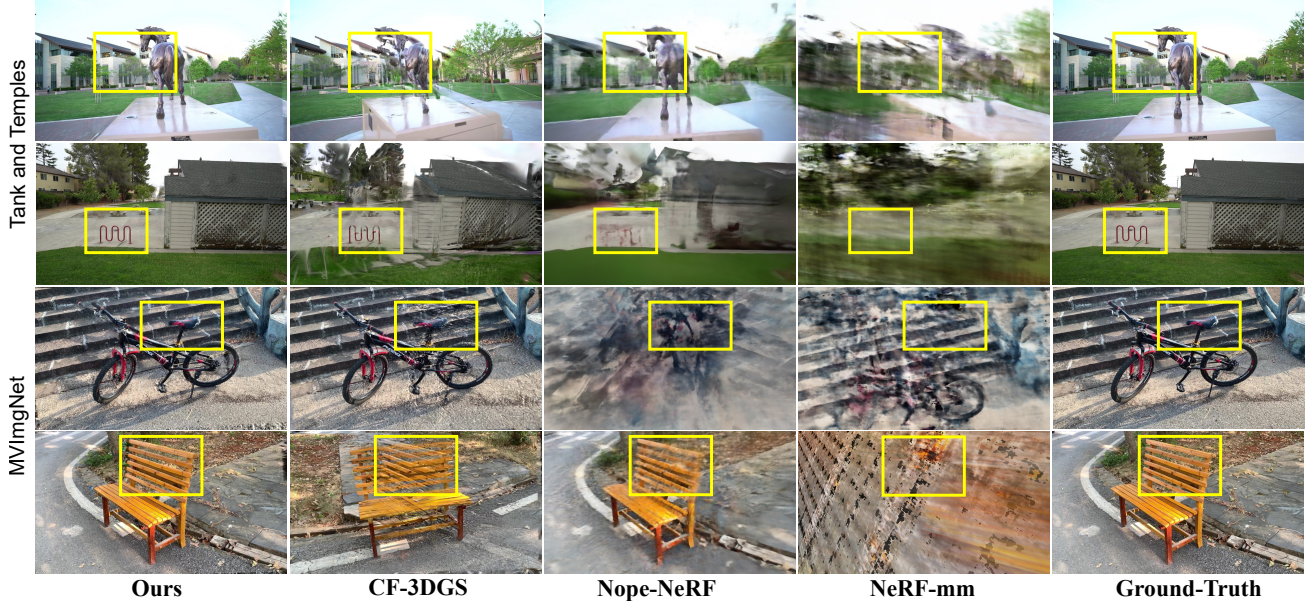 Tank and Temples
MVImgNet
Ours
CF-3DGS
Nope-NeRF
NeRF-mm
Ground-Truth